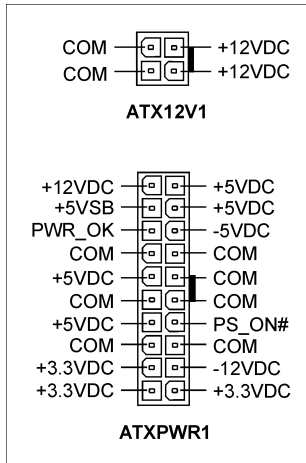 COM +12VDC
COM +12VDC
ATX12V1
+12VDC +5VDC
+5VSB +5VDC
PWR_OK -5VDC
COM COM
+5VDC COM
COM COM
+5VDC PS_ON#
COM COM
+3.3VDC -12VDC
+3.3VDC +3.3VDC
ATXPWR1